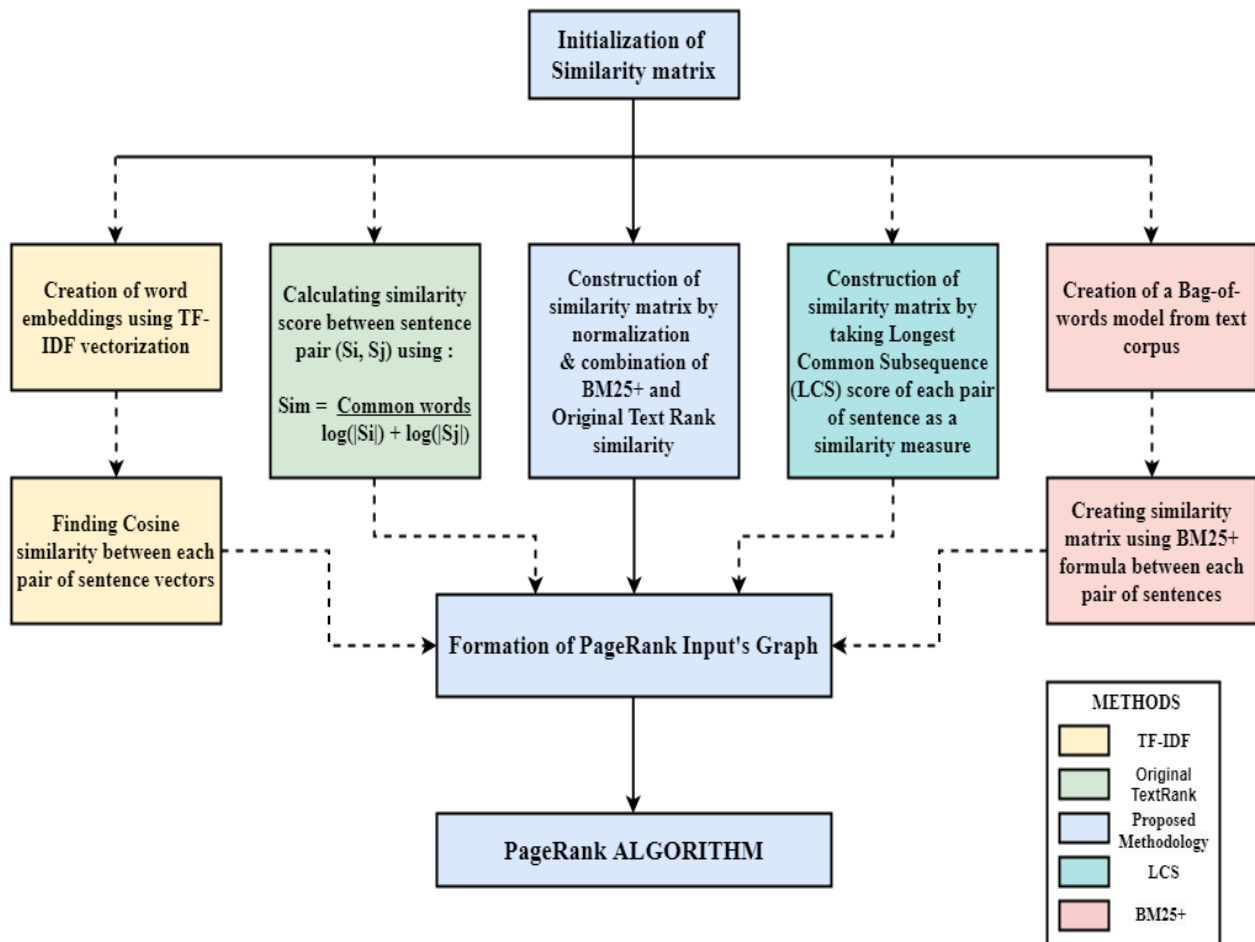 Initialization of
Similarity matrix
Creation of word
embeddings using TF-
IDF vectorization
Calculating similarity
score between sentence
pair (Si, Sj) using :
Sim = Common words
log(|Si|) + log(|Sj|)
Construction of
similarity matrix by
normalization
& combination of
BM25+ and
Original Text Rank
similarity
Construction of
similarity matrix by
taking Longest
Common Subsequence
(LCS) score of each pair
of sentence as a
similarity measure
Creation of a Bag-of-
words model from text
corpus
Finding Cosine
similarity between each
pair of sentence vectors
Creating similarity
matrix using BM25+
formula between each
pair of sentences
Formation of PageRank Input's Graph
PageRank ALGORITHM
METHODS
TF-IDF
Original
TextRank
Proposed
Methodology
LCS
BM25+